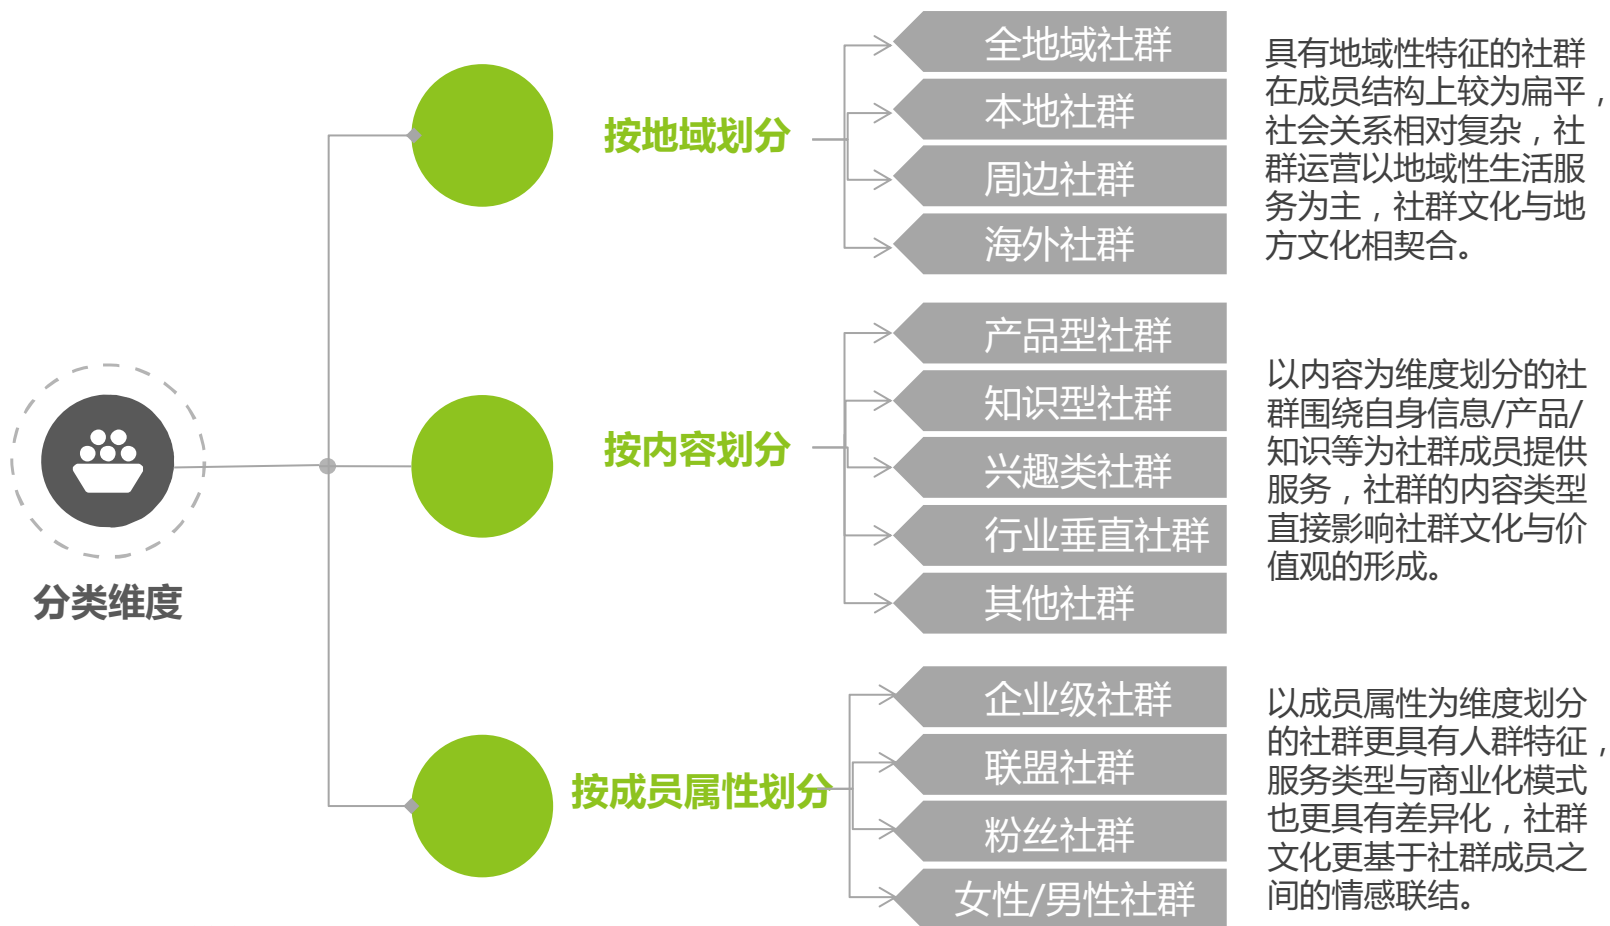 分类维度
按地域划分
全地域社群
本地社群
周边社群
海外社群
具有地域性特征的社群
在成员结构上较为扁平，
社会关系相对复杂，社
群运营以地域性生活服
务为主，社群文化与地
方文化相契合。
按内容划分
产品型社群
知识型社群
兴趣类社群
行业垂直社群
其他社群
以内容为维度划分的社
群围绕自身信息/产品/
知识等为社群成员提供
服务，社群的内容类型
直接影响社群文化与价
值观的形成。
按成员属性划分
企业级社群
联盟社群
粉丝社群
女性/男性社群
以成员属性为维度划分
的社群更具有人群特征，
服务类型与商业化模式
也更具有差异化，社群
文化更基于社群成员之
间的情感联结。